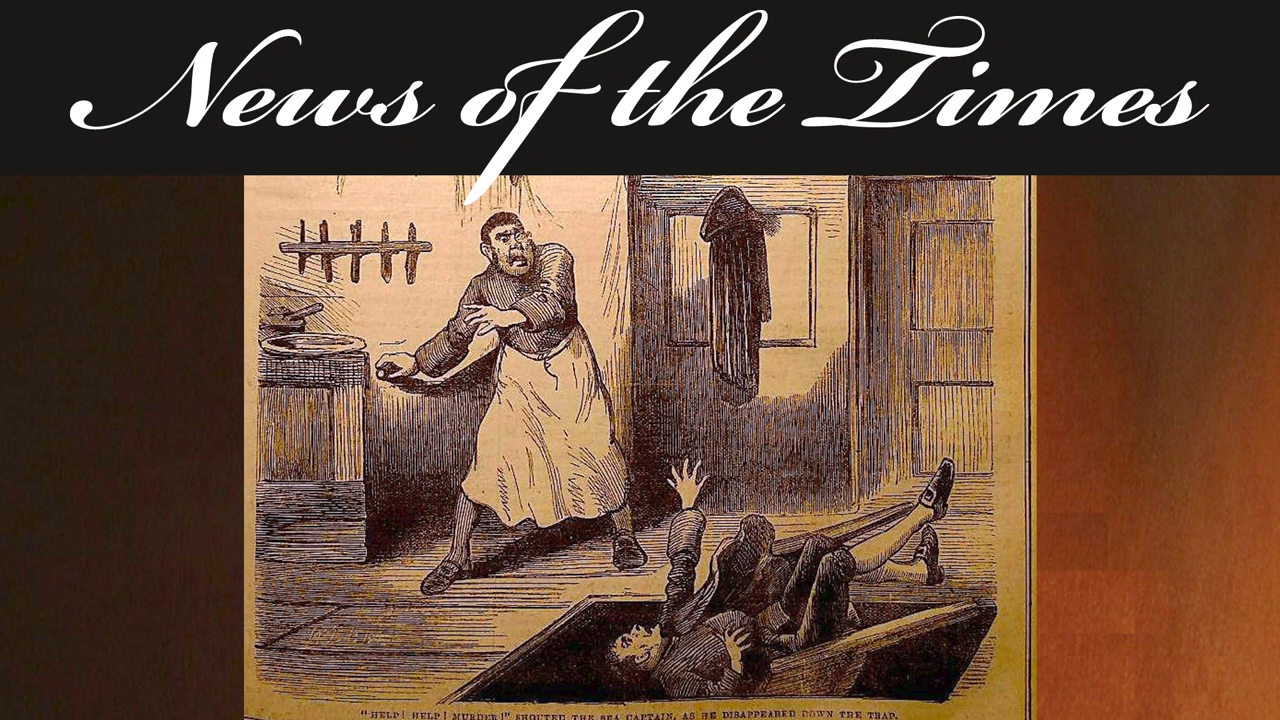 News of the Times
"HELP! HELP! MURDER!" SHOUTED THE SEA CAPTAIN, AS HE DISAPPEARED DOWN THE TRAP.